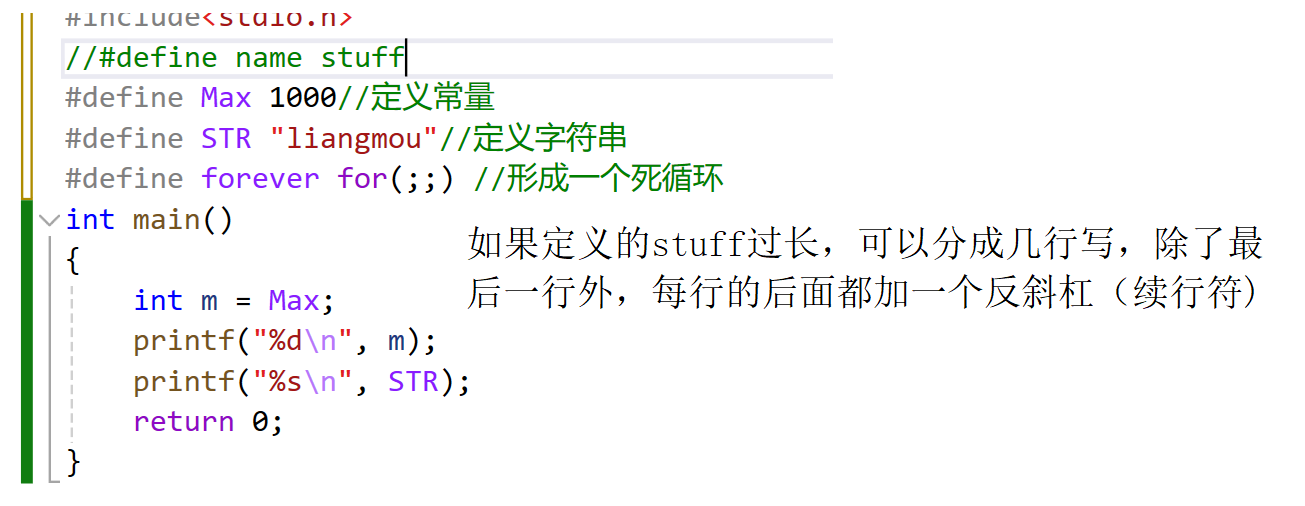 #include<stdio.h>
//#define name stuff
#define Max 1000//定义常量
#define STR "liangmou"//定义字符串
#define forever for(;;) //形成一个死循环
int main()
{
如果定义的stuff过长，可以分成几行写，除了最
后一行外，每行的后面都加一个反斜杠（续行符)
int m = Max;
printf("%d\n", m);
printf("%s\n", STR);
return 0;
}